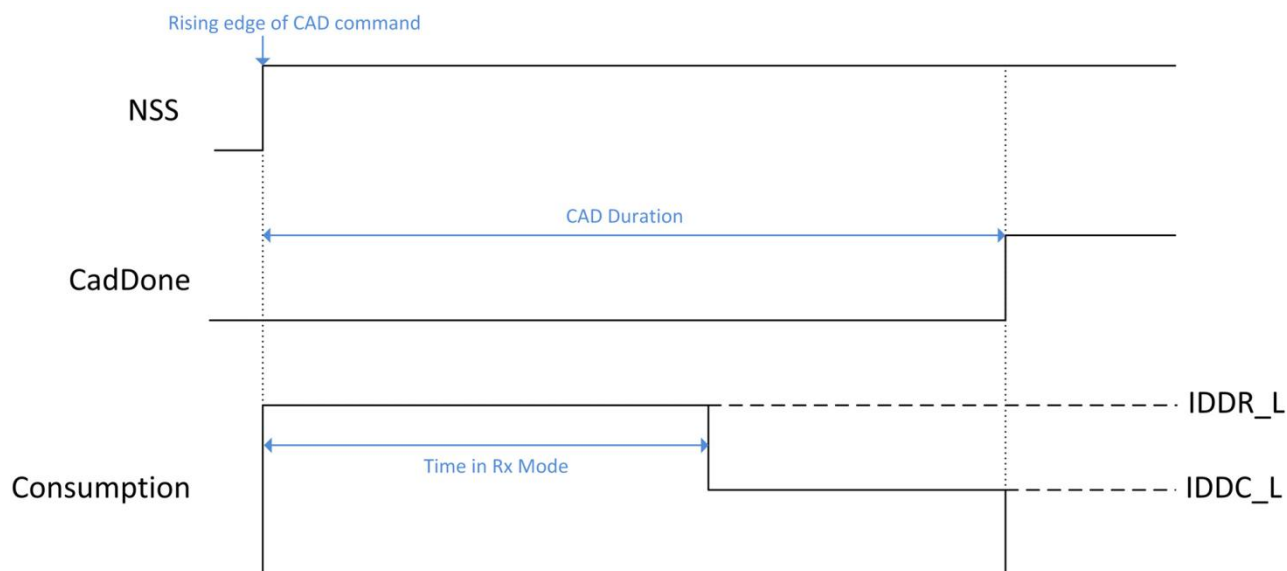 Rising edge of CAD command
NSS
CAD Duration
CadDone
IDDR_L
Time in Rx Mode
Consumption
IDDC_L